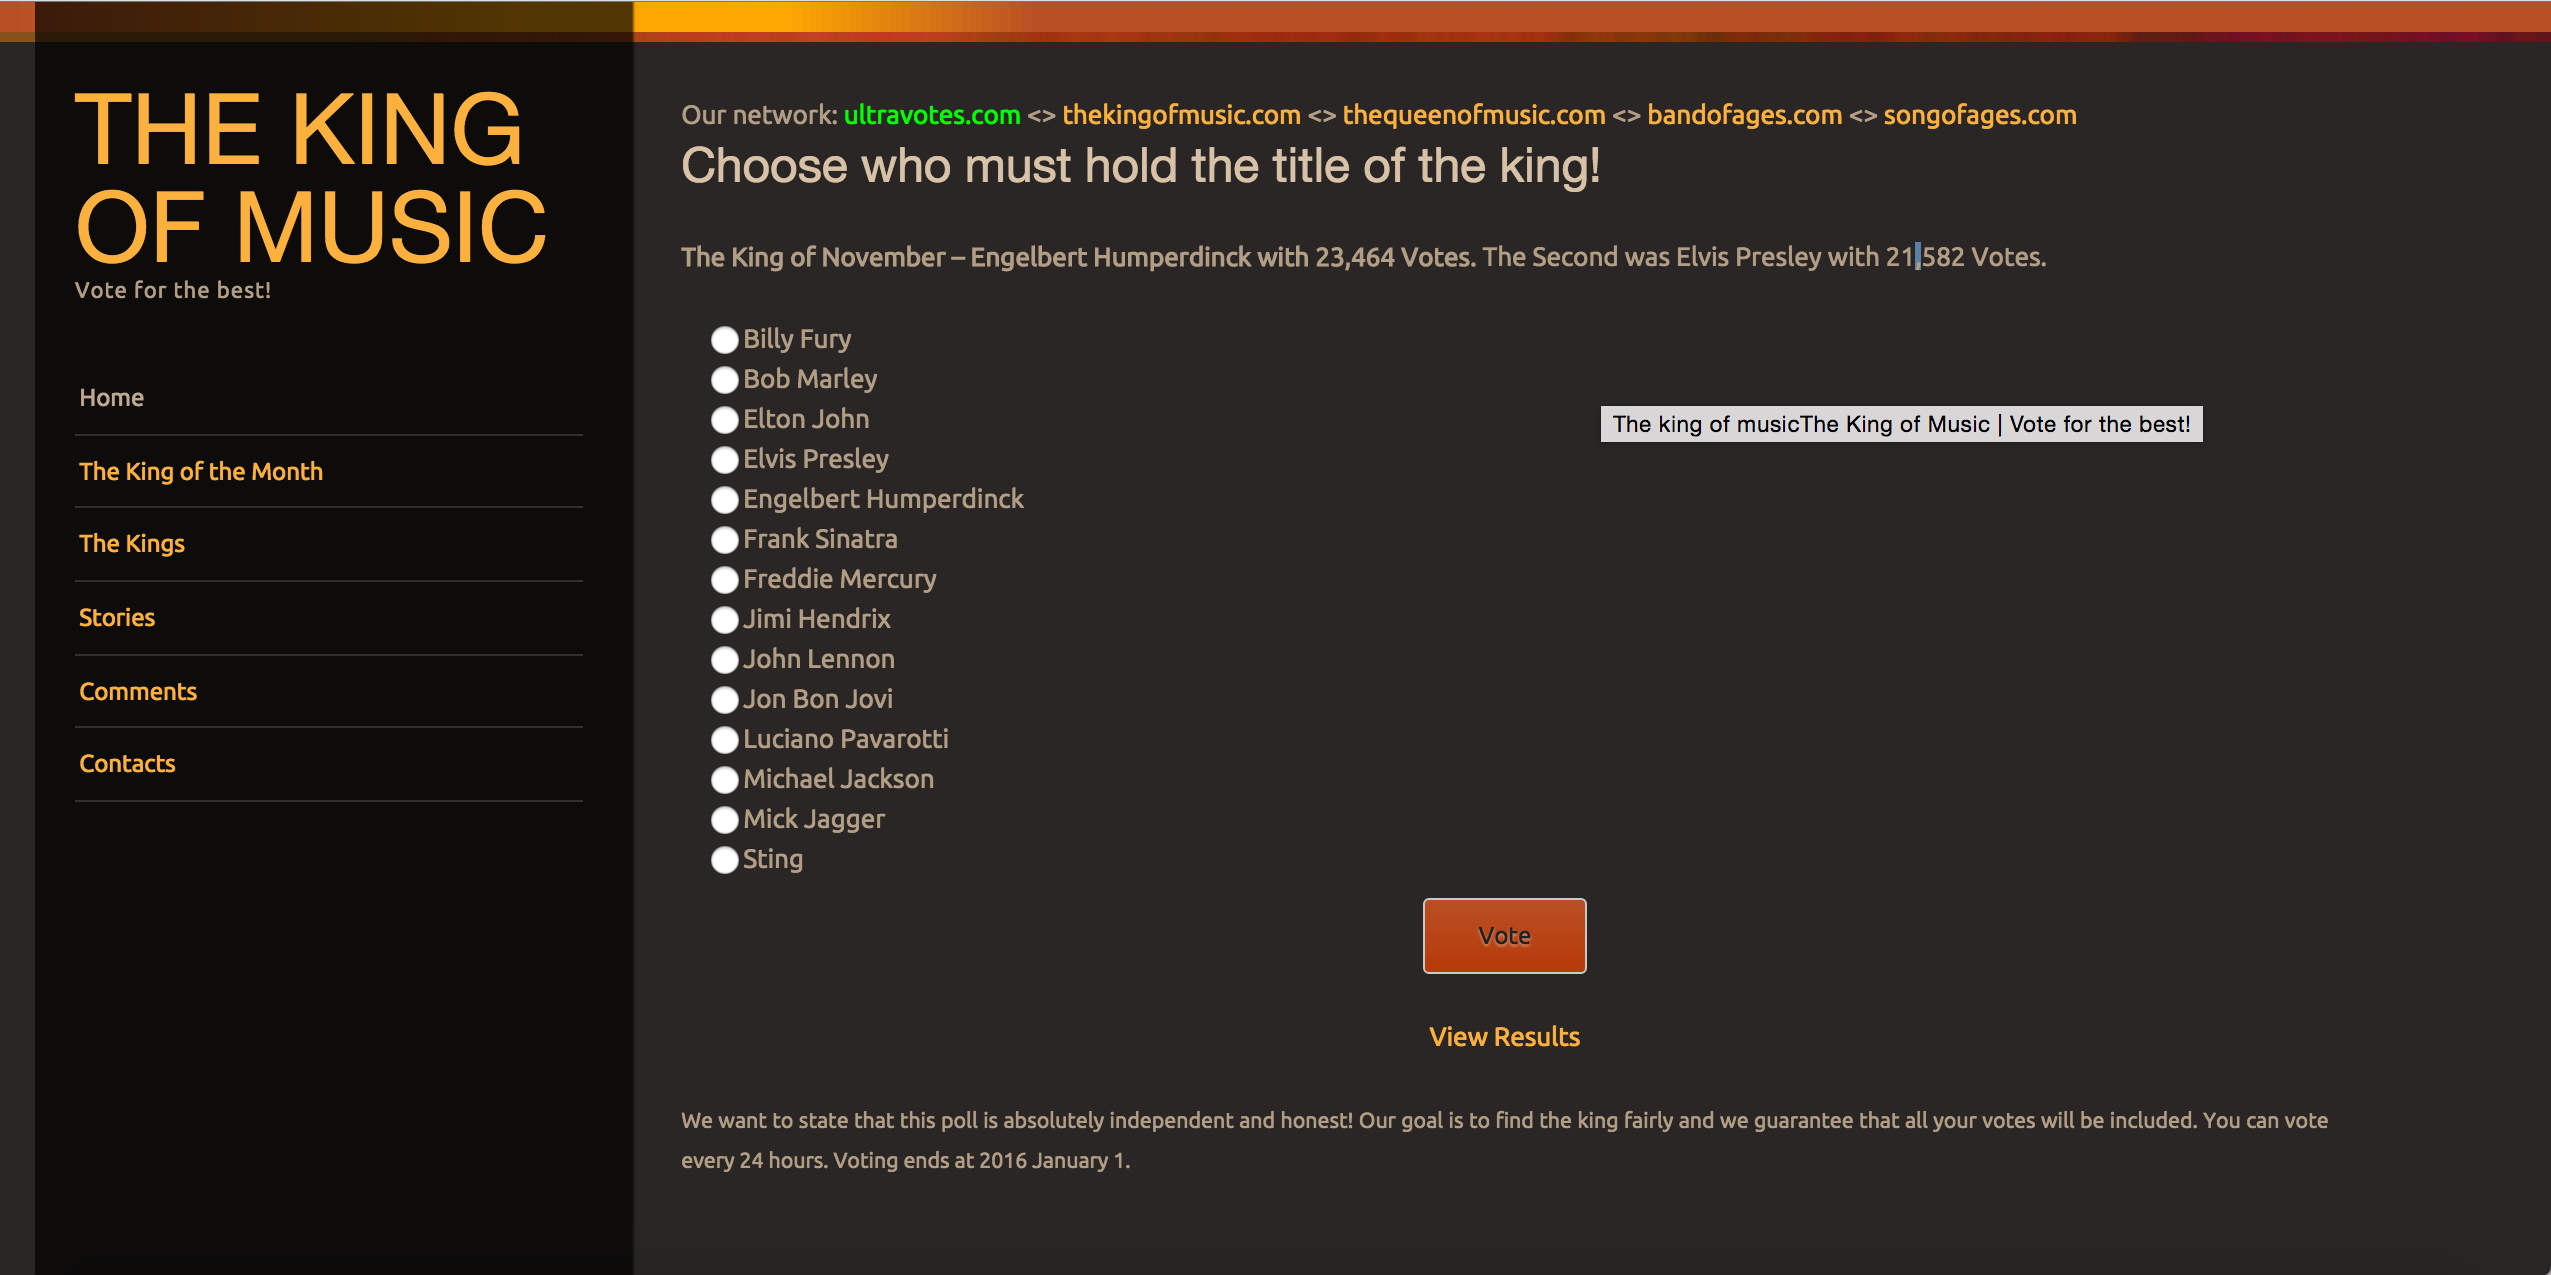 THE KING
OF MUSIC
Vote for the best!
Home
The King of the Month
The Kings
Stories
Comments
Contacts
Our network: ultravotes.com <> thekingofmusic.com <> thequeenofmusic.com <> bandofages.com <> songofages.com
Choose who must hold the title of the king!
The King of November – Engelbert Humperdinck with 23,464 Votes. The Second was Elvis Presley with 21,582 Votes.
Billy Fury
Bob Marley
Elton John
The king of musicThe King of Music | Vote for the best!
Elvis Presley
Engelbert Humperdinck
Frank Sinatra
Freddie Mercury
Jimi Hendrix
John Lennon
Jon Bon Jovi
Luciano Pavarotti
Michael Jackson
Mick Jagger
Sting
Vote
View Results
We want to state that this poll is absolutely independent and honest! Our goal is to find the king fairly and we guarantee that all your votes will be included. You can vote
every 24 hours. Voting ends at 2016 January 1.